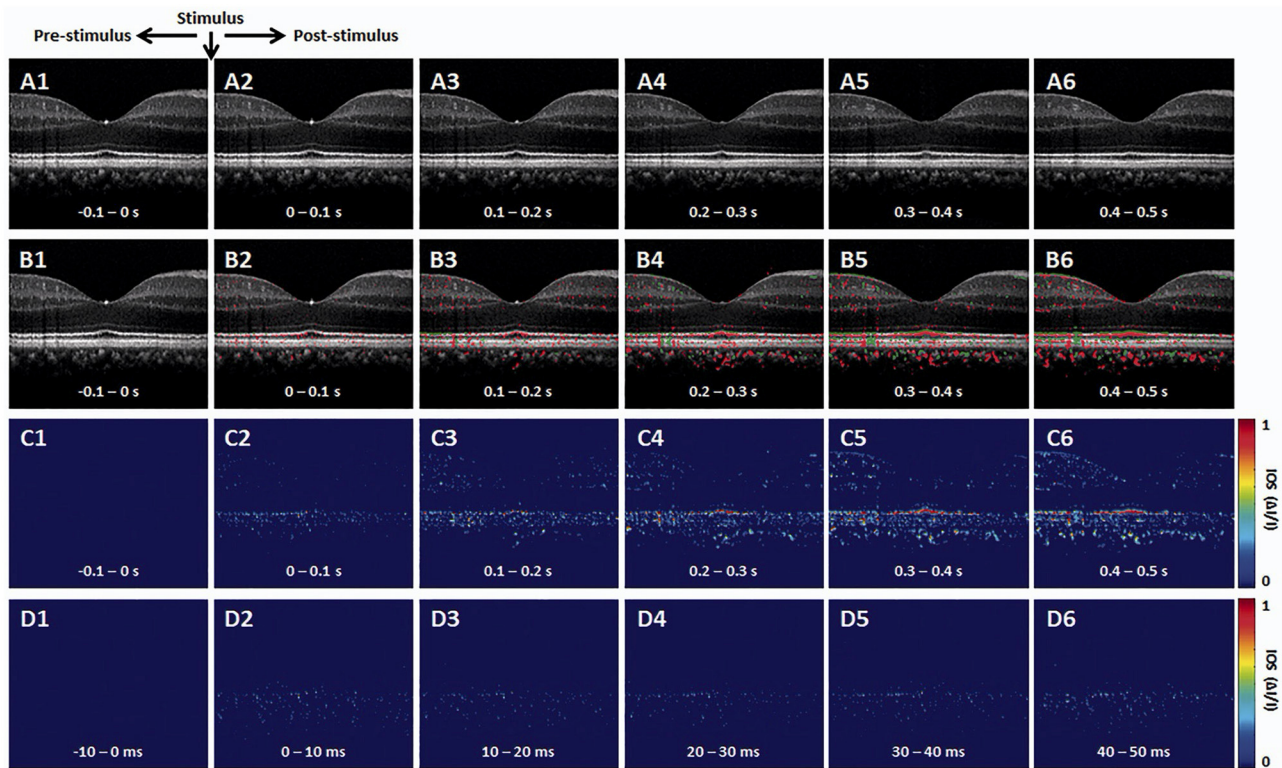 Stimulus
Pre-stimulus
Post-stimulus
A1
A2
A3
A4
A5
A6
-0.1 – 0 s
0 – 0.1 s
0.1 – 0.2 s
0.2 – 0.3 s
0.3 – 0.4 s
0.4 – 0.5 s
B1
B2
B3
B4
B5
B6
-0.1 – 0 s
0 – 0.1 s
0.1 – 0.2 s
0.2 – 0.3 s
0.3 – 0.4 s
0.4 – 0.5 s
C1
C2
C3
C4
C5
C6
-0.1 – 0 s
0 – 0.1 s
0.1 – 0.2 s
0.2 – 0.3 s
0.3 – 0.4 s
0.4 – 0.5 s
1
IOS (ΔI/I)
0
D1
D2
D3
D4
D5
D6
-10 – 0 ms
0 – 10 ms
10 – 20 ms
20 – 30 ms
30 – 40 ms
40 – 50 ms
1
IOS (ΔI/I)
0